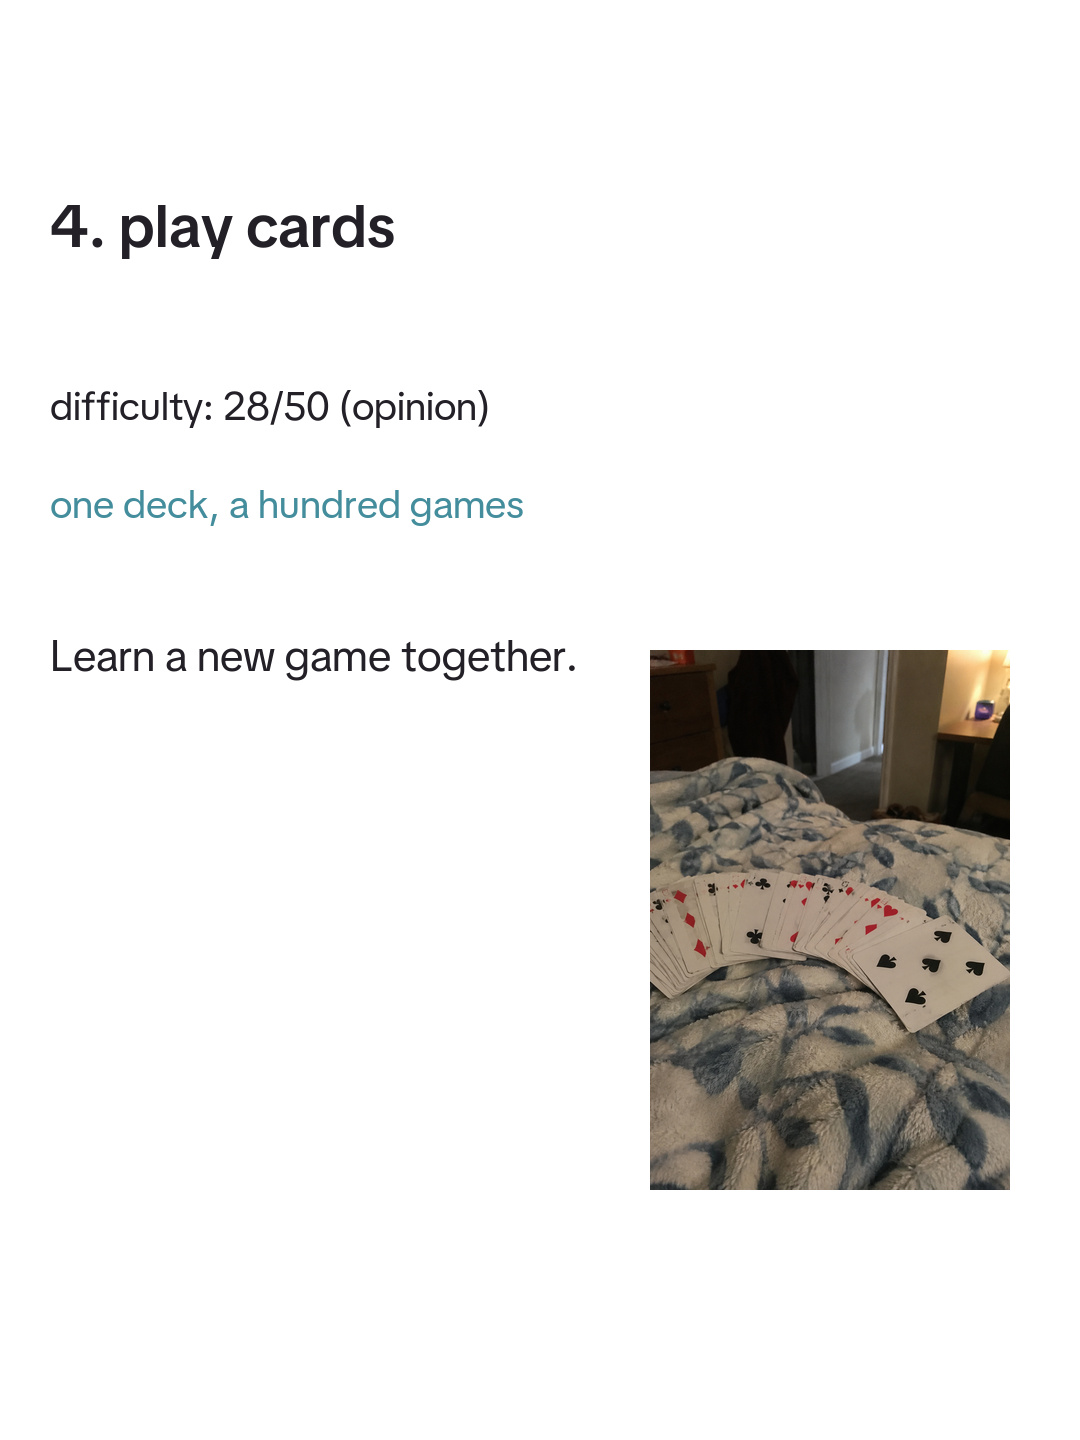 4. play cards
difficulty: 28/50 (opinion)
one deck, a hundred games
Learn a new game together.